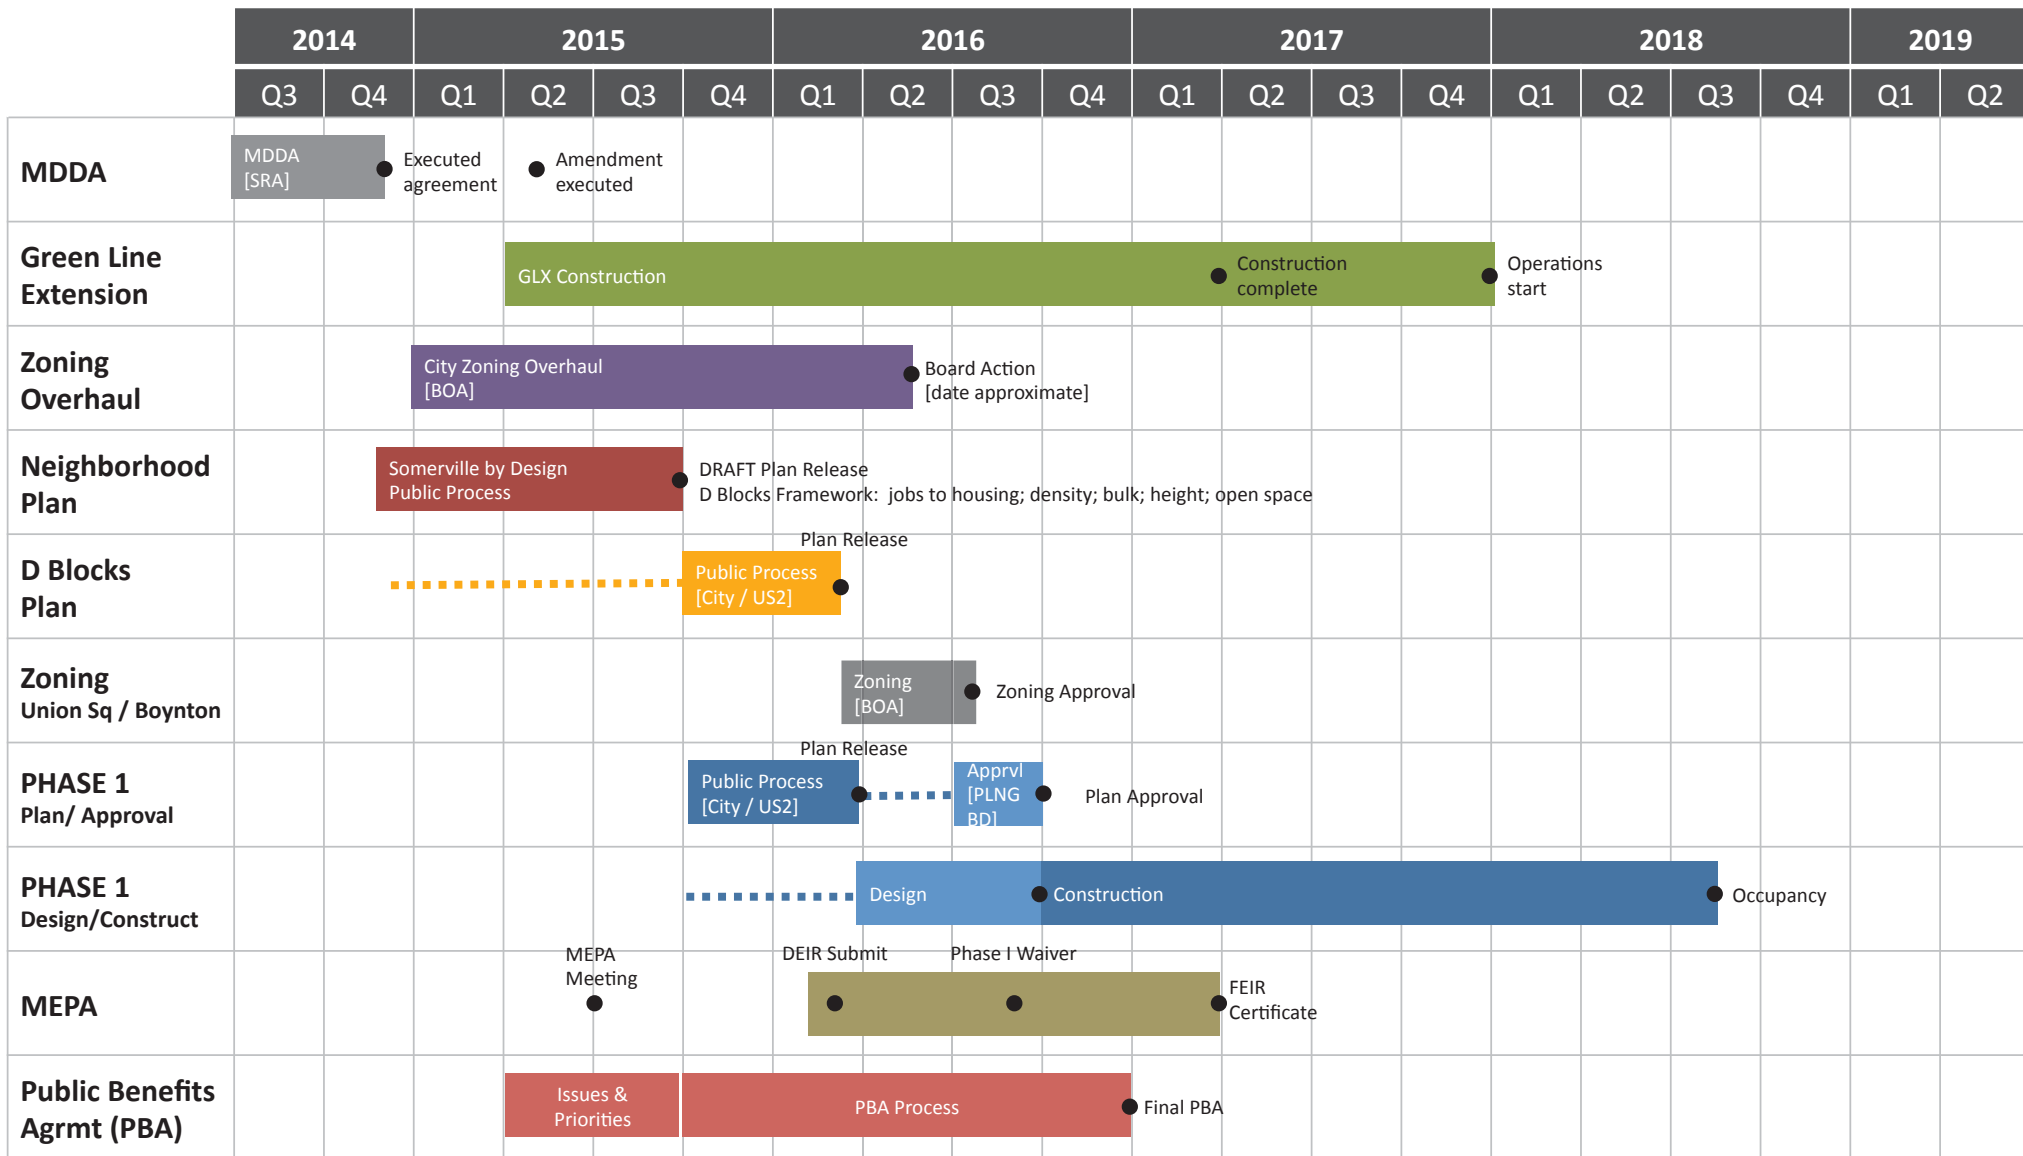 2014 2015 2016 2017 2018 2019
Q3 Q4 Q1 Q2 Q3 Q4 Q1 Q2 Q3 Q4 Q1 Q2 Q3 Q4 Q1 Q2 Q3 Q4 Q1 Q2
MDDA
MDDA
[SRA]
Executed
agreement
Amendment
executed
Green Line
Extension
GLX Construction
Construction
complete
Operations
start
Zoning
Overhaul
City Zoning Overhaul
[BOA]
Board Action
[date approximate]
Neighborhood
Plan
Somerville by Design
Public Process
DRAFT Plan Release
D Blocks Framework: jobs to housing; density; bulk; height; open space
D Blocks
Plan
Public Process
[City / US2]
Plan Release
Zoning
Union Sq / Boynton
Zoning
[BOA]
Zoning Approval
PHASE 1
Plan/ Approval
Public Process
[City / US2]
Plan Release
Apprvl
[PLNG
BD]
Plan Approval
PHASE 1
Design/Construct
Design
Construction
Occupancy
MEPA
MEPA
Meeting
DEIR Submit
Phase I Waiver
FEIR
Certificate
Public Benefits
Agrmt (PBA)
Issues &
Priorities
PBA Process
Final PBA